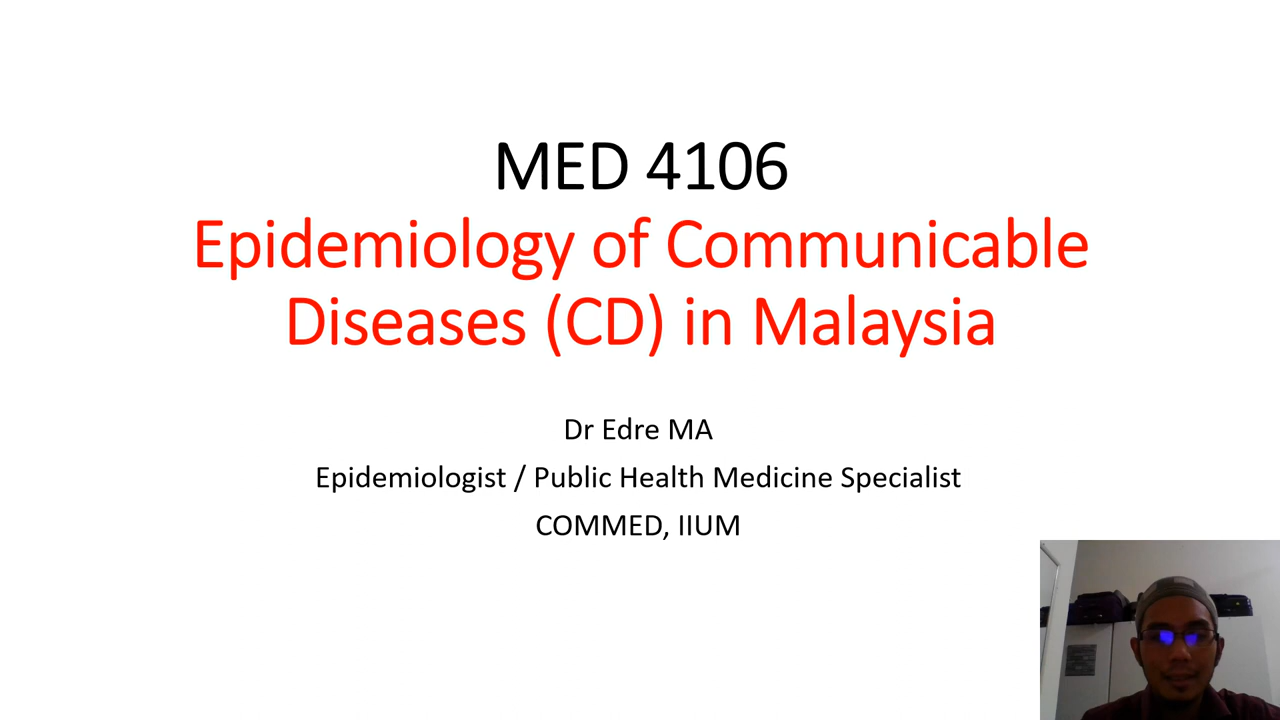 MED 4106
Epidemiology of Communicable
Diseases (CD) in Malaysia
Dr Edre MA
Epidemiologist / Public Health Medicine Specialist
COMMED, IIUM